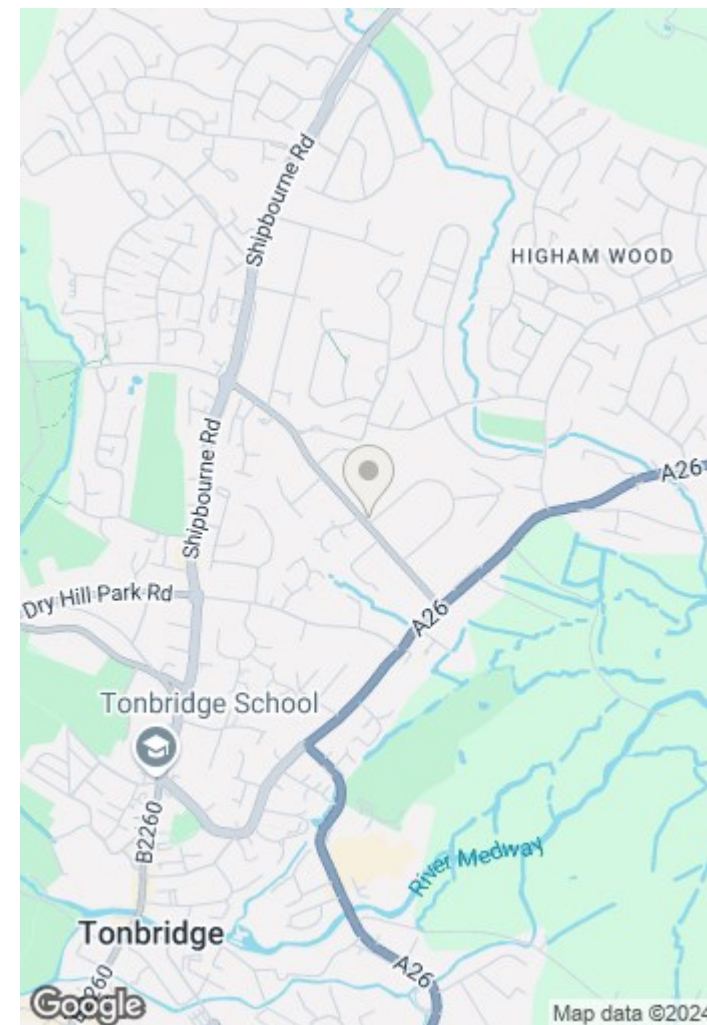 Shipbourne Rd
HIGHAM WOOD
Shipbourne Rd
A26
Dry Hill Park Rd
A26
Tonbridge School
B2260
River Medway
Tonbridge
A26
B2260
Google
Map data ©2024